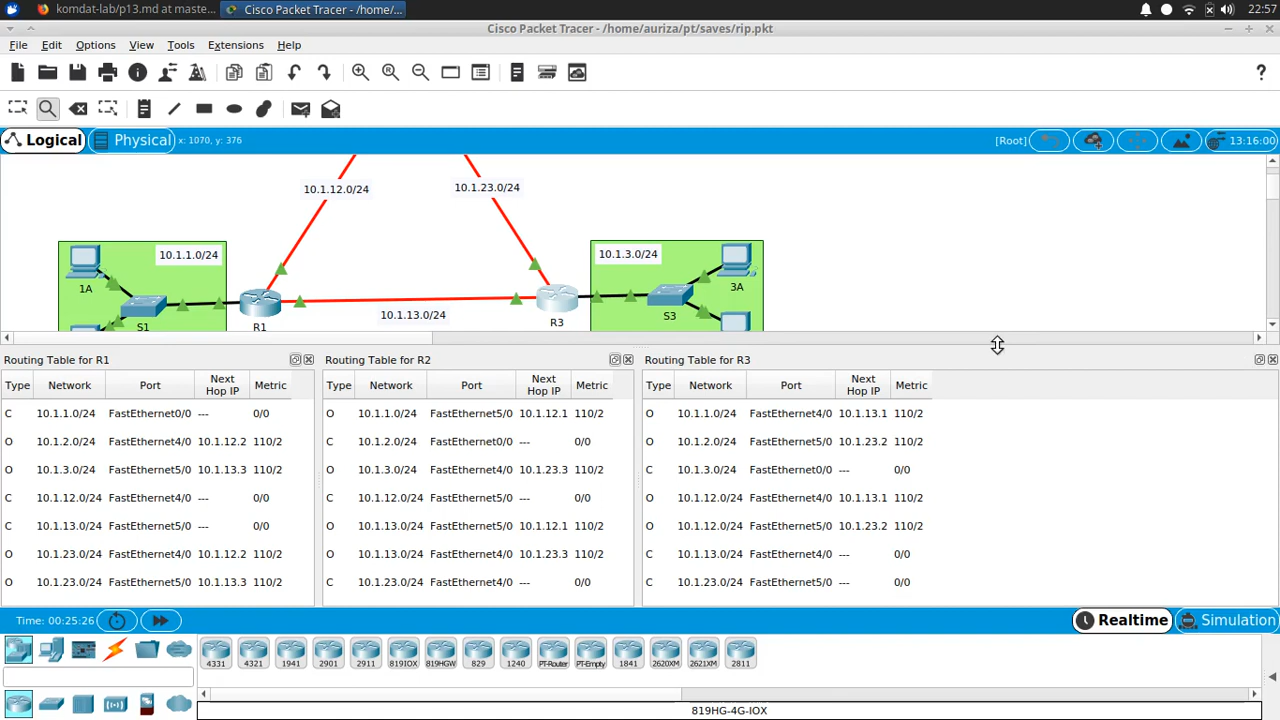 komdat-lab/p13.md at maste...
Cisco Packet Tracer - /home/...
22:57
Cisco Packet Tracer - /home/auriza/pt/saves/rip.pkt
File Edit Options View Tools Extensions Help
?
Logical Physical x: 1070, y: 376 [Root] 13:16:00
10.1.12.0/24 10.1.23.0/24
10.1.1.0/24 10.1.3.0/24
1A 3A
S1 R1 10.1.13.0/24 R3 S3
Routing Table for R1
Type Network Port Next Hop IP Metric
C 10.1.1.0/24 FastEthernet0/0 --- 0/0
O 10.1.2.0/24 FastEthernet4/0 10.1.12.2 110/2
O 10.1.3.0/24 FastEthernet5/0 10.1.13.3 110/2
C 10.1.12.0/24 FastEthernet4/0 --- 0/0
C 10.1.13.0/24 FastEthernet5/0 --- 0/0
O 10.1.23.0/24 FastEthernet4/0 10.1.12.2 110/2
O 10.1.23.0/24 FastEthernet5/0 10.1.13.3 110/2
Routing Table for R2
Type Network Port Next Hop IP Metric
O 10.1.1.0/24 FastEthernet5/0 10.1.12.1 110/2
C 10.1.2.0/24 FastEthernet0/0 --- 0/0
O 10.1.3.0/24 FastEthernet4/0 10.1.23.3 110/2
C 10.1.12.0/24 FastEthernet5/0 --- 0/0
O 10.1.13.0/24 FastEthernet5/0 10.1.12.1 110/2
O 10.1.13.0/24 FastEthernet4/0 10.1.23.3 110/2
C 10.1.23.0/24 FastEthernet4/0 --- 0/0
Routing Table for R3
Type Network Port Next Hop IP Metric
O 10.1.1.0/24 FastEthernet4/0 10.1.13.1 110/2
O 10.1.2.0/24 FastEthernet5/0 10.1.23.2 110/2
C 10.1.3.0/24 FastEthernet0/0 --- 0/0
O 10.1.12.0/24 FastEthernet4/0 10.1.13.1 110/2
O 10.1.12.0/24 FastEthernet5/0 10.1.23.2 110/2
C 10.1.13.0/24 FastEthernet4/0 --- 0/0
C 10.1.23.0/24 FastEthernet5/0 --- 0/0
Time: 00:25:26 Realtime Simulation
4331 4321 1941 2901 2911 819IOX 819HGW 829 1240 PT-Router PT-Empty 1841 2620XM 2621XM 2811
819HG-4G-IOX